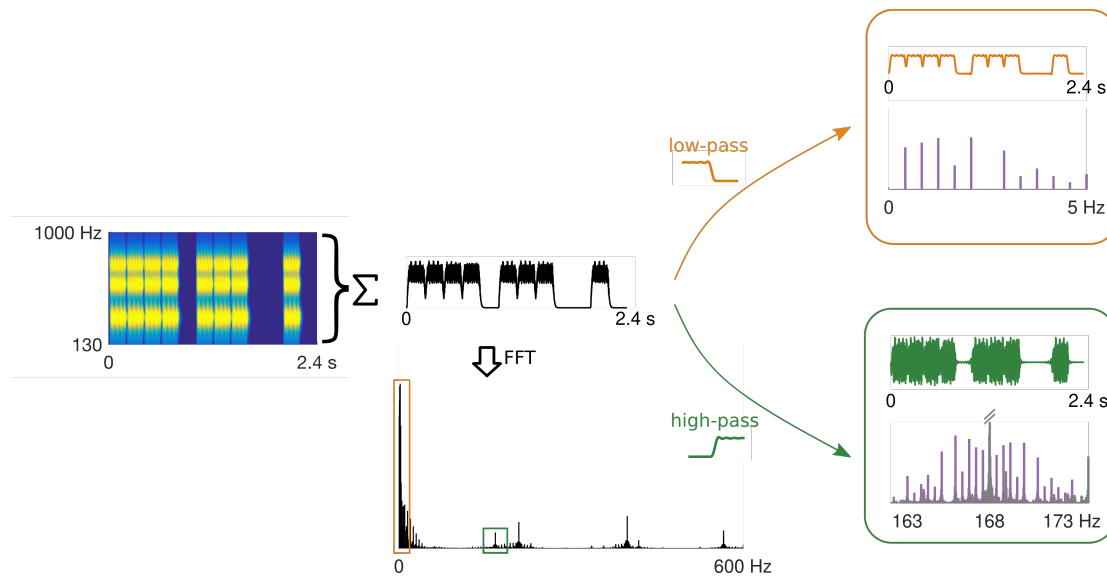 1000 Hz
130
0
2.4 s
Σ
0
2.4 s
FFT
0
600 Hz
low-pass
high-pass
0
2.4 s
0
5 Hz
0
2.4 s
163
168
173 Hz